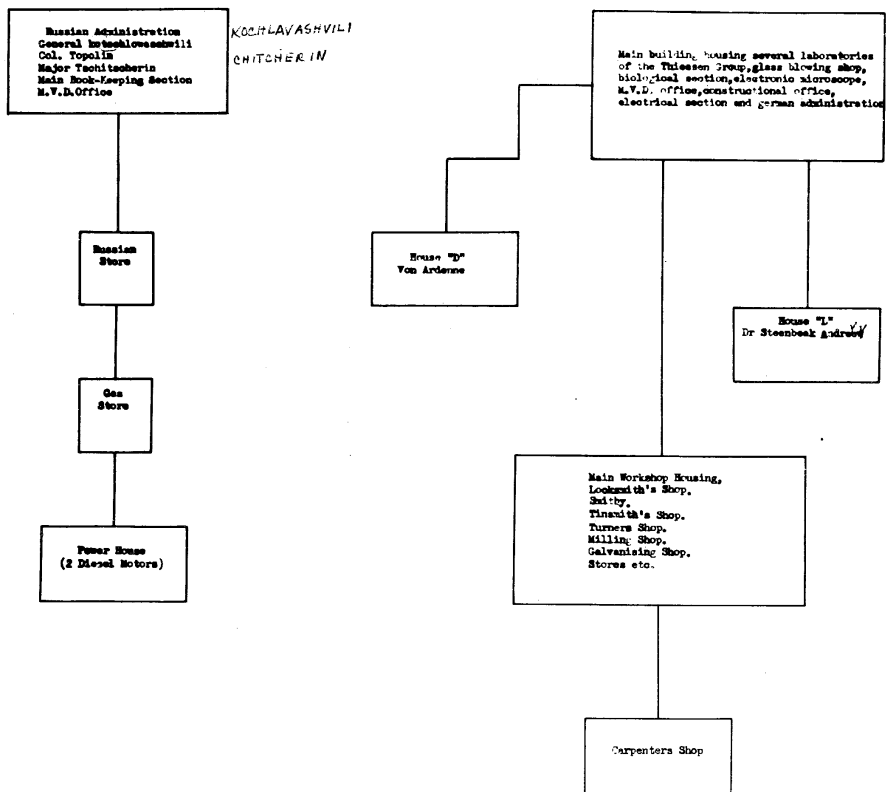 Russian Administration
General kotschlowaschwili
Col. Topolin
Major Tschitscherin
Main Book-Keeping Section
M.V.D.Office
KOCHLAVASHVILI
CHITCHERIN
Main building housing several laboratories
of the Thiessen Group,glass blowing shop,
biological section,electronic microscope,
M.V.D. office,constructional office,
electrical section and german administration
Russian
Store
House "D"
Von Ardenne
House "L"
Dr Steenbeak
Gas
Store
Main Workshop Housing,
Locksmith's Shop.
Smithy.
Tinsmith's Shop.
Turners Shop.
Milling Shop.
Galvanising Shop.
Stores etc.
Power House
(2 Diesel Motors)
Carpenters Shop